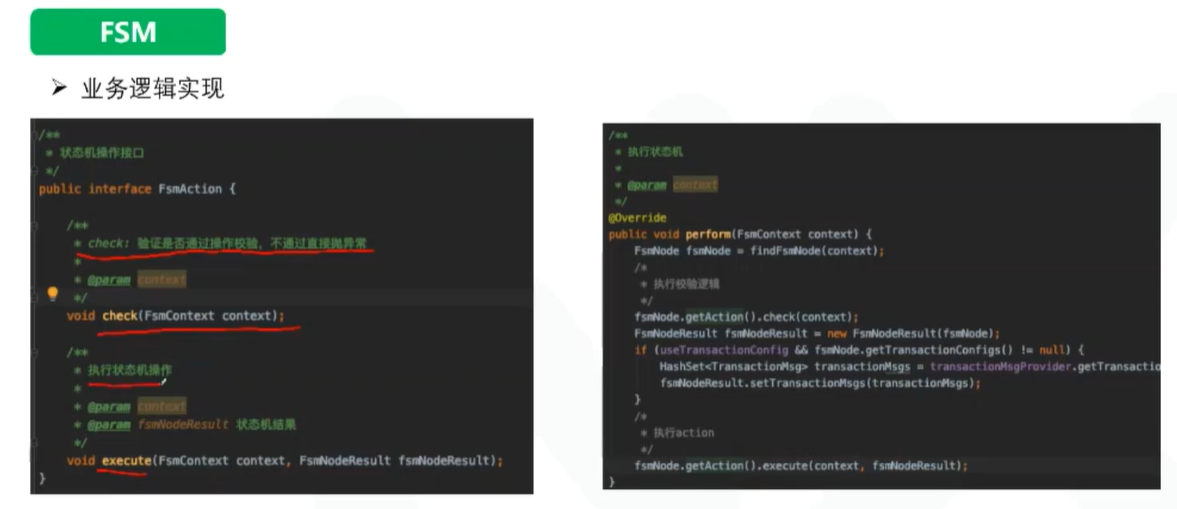 FSM
➢ 业务逻辑实现
/**
 * 状态机操作接口
 */
public interface FsmAction {
/**
 * check: 验证是否通过操作校验，不通过直接抛异常
 *
 * @param context
 */
void check(FsmContext context);
/**
 * 执行状态机操作
 *
 * @param context
 * @param fsmNodeResult 状态机结果
 */
void execute(FsmContext context, FsmNodeResult fsmNodeResult);
}
/**
 * 执行状态机
 *
 * @param context
 */
@Override
public void perform(FsmContext context) {
FsmNode fsmNode = findFsmNode(context);
/*
 * 执行校验逻辑
 */
fsmNode.getAction().check(context);
FsmNodeResult fsmNodeResult = new FsmNodeResult(fsmNode);
if (useTransactionConfig && fsmNode.getTransactionConfigs() != null) {
HashSet<TransactionMsg> transactionMsgs = transactionMsgProvider.getTransactio
fsmNodeResult.setTransactionMsgs(transactionMsgs);
}
/*
 * 执行action
 */
fsmNode.getAction().execute(context, fsmNodeResult);
}